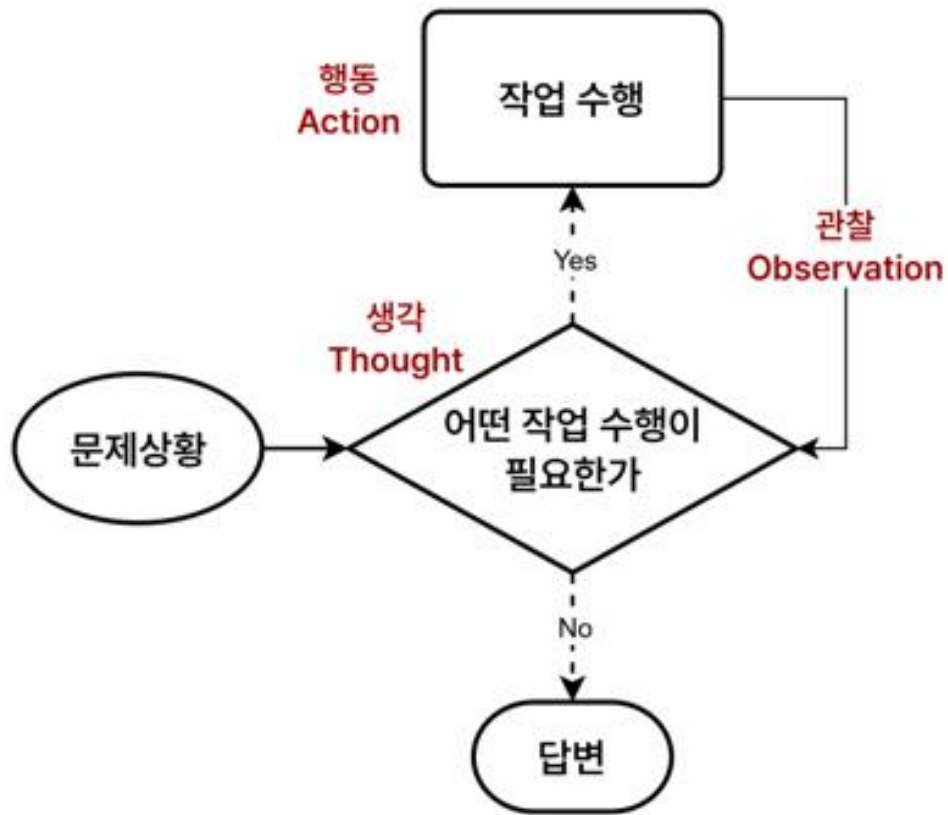 행동
Action
작업 수행
관찰
Observation
Yes
생각
Thought
문제상황
어떤 작업 수행이
필요한가
No
답변